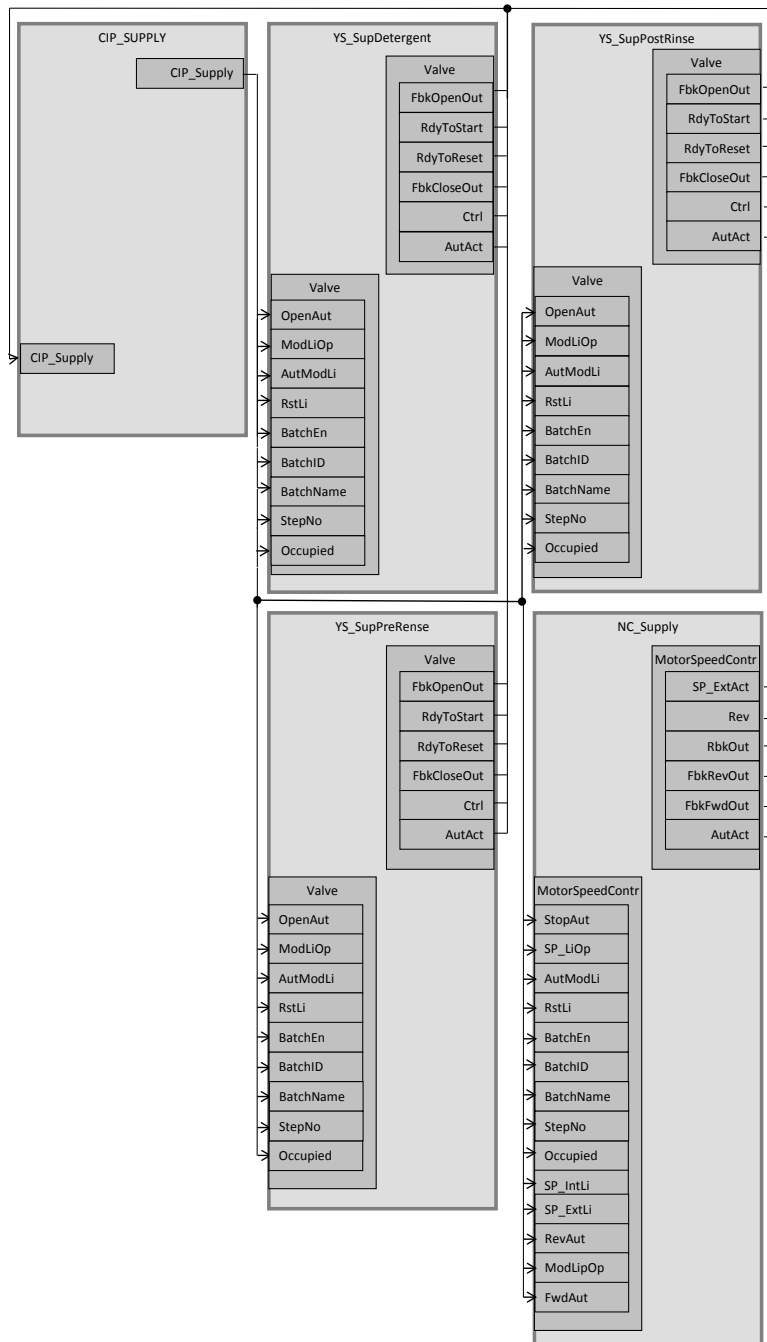 CIP_SUPPLY
CIP_Supply
CIP_Supply
YS_SupDetergent
Valve
FbkOpenOut
RdyToStart
RdyToReset
FbkCloseOut
Ctrl
AutAct
Valve
OpenAut
ModLiOp
AutModLi
RstLi
BatchEn
BatchID
BatchName
StepNo
Occupied
YS_SupPostRinse
Valve
FbkOpenOut
RdyToStart
RdyToReset
FbkCloseOut
Ctrl
AutAct
Valve
OpenAut
ModLiOp
AutModLi
RstLi
BatchEn
BatchID
BatchName
StepNo
Occupied
YS_SupPreRense
Valve
FbkOpenOut
RdyToStart
RdyToReset
FbkCloseOut
Ctrl
AutAct
Valve
OpenAut
ModLiOp
AutModLi
RstLi
BatchEn
BatchID
BatchName
StepNo
Occupied
NC_Supply
MotorSpeedContr
SP_ExtAct
Rev
RbkOut
FbkRevOut
FbkFwdOut
AutAct
MotorSpeedContr
StopAut
SP_LiOp
AutModLi
RstLi
BatchEn
BatchID
BatchName
StepNo
Occupied
SP_IntLi
SP_ExtLi
RevAut
ModLipOp
FwdAut